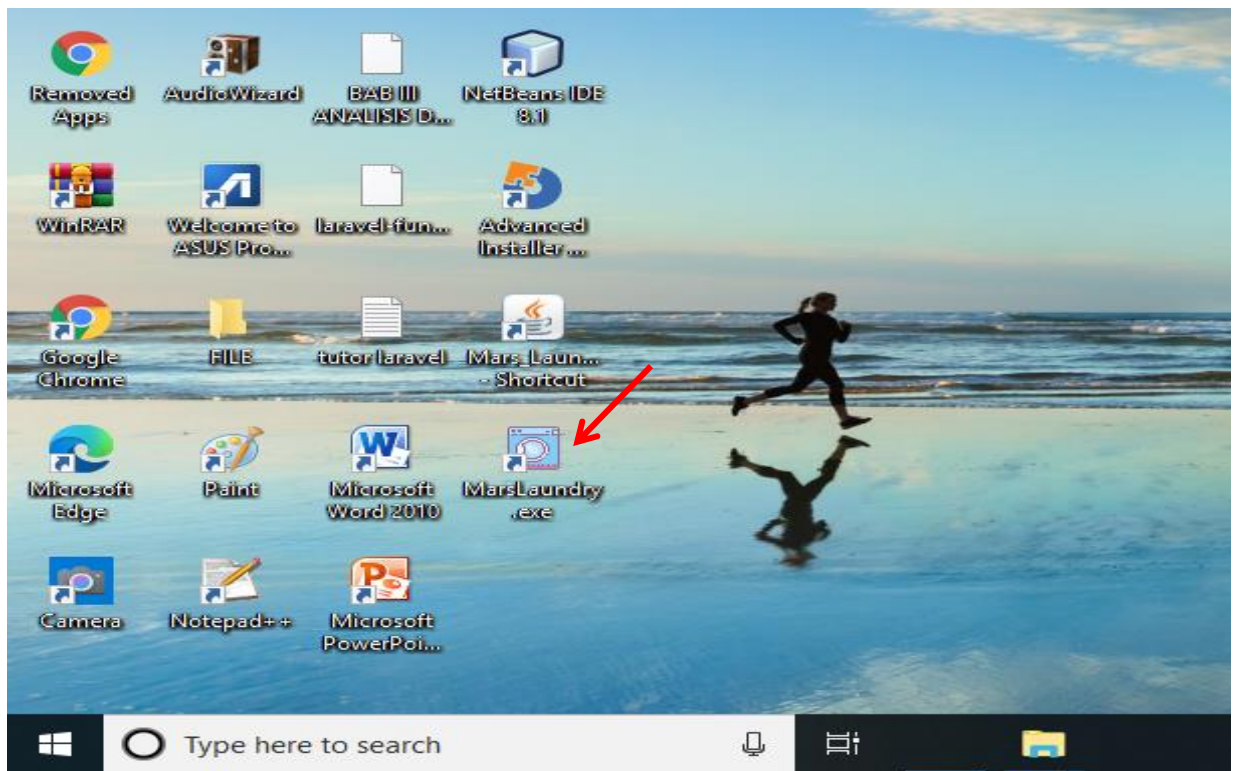 Removed
Apps
AudioWizard
BAB III
ANALISIS D...
NetBeans IDE
8.1
WinRAR
Welcome to
ASUS Pro...
laravel-fun...
Advanced
Installer ...
Google
Chrome
FILE
tutor laravel
Mars_Laun...
- Shortcut
Microsoft
Edge
Paint
Microsoft
Word 2010
MarsLaundry
.exe
Camera
Notepad++
Microsoft
PowerPoi...
Type here to search